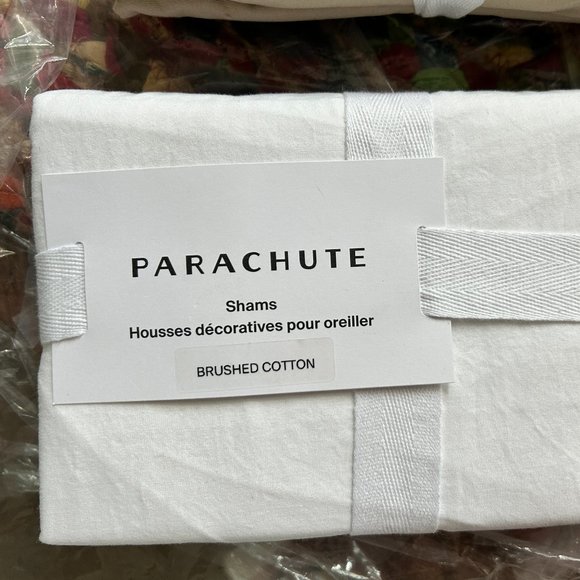 PARACHUTE
Shams
Housses décoratives pour oreiller
BRUSHED COTTON